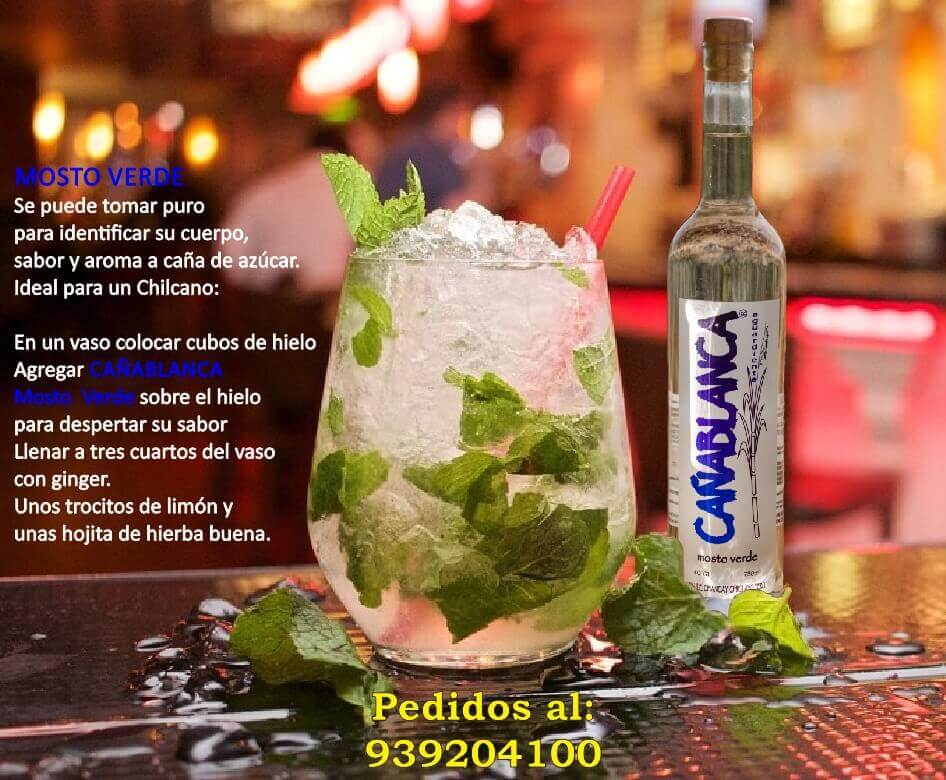 MOSTO VERDE
Se puede tomar puro
para identificar su cuerpo,
sabor y aroma a caña de azúcar.
Ideal para un Chilcano:
En un vaso colocar cubos de hielo
Agregar CAÑABLANCA
Mosto Verde sobre el hielo
para despertar su sabor
Llenar a tres cuartos del vaso
con ginger.
Unos trocitos de limón y
unas hojita de hierba buena.
CAÑABLANCA®
mosto verde
Pedidos al:
939204100